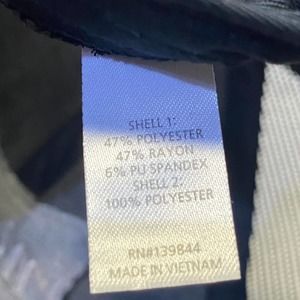 SHELL 1:
47% POLYESTER
47% RAYON
6% PU SPANDEX
SHELL 2:
100% POLYESTER
RN#139844
MADE IN VIETNAM